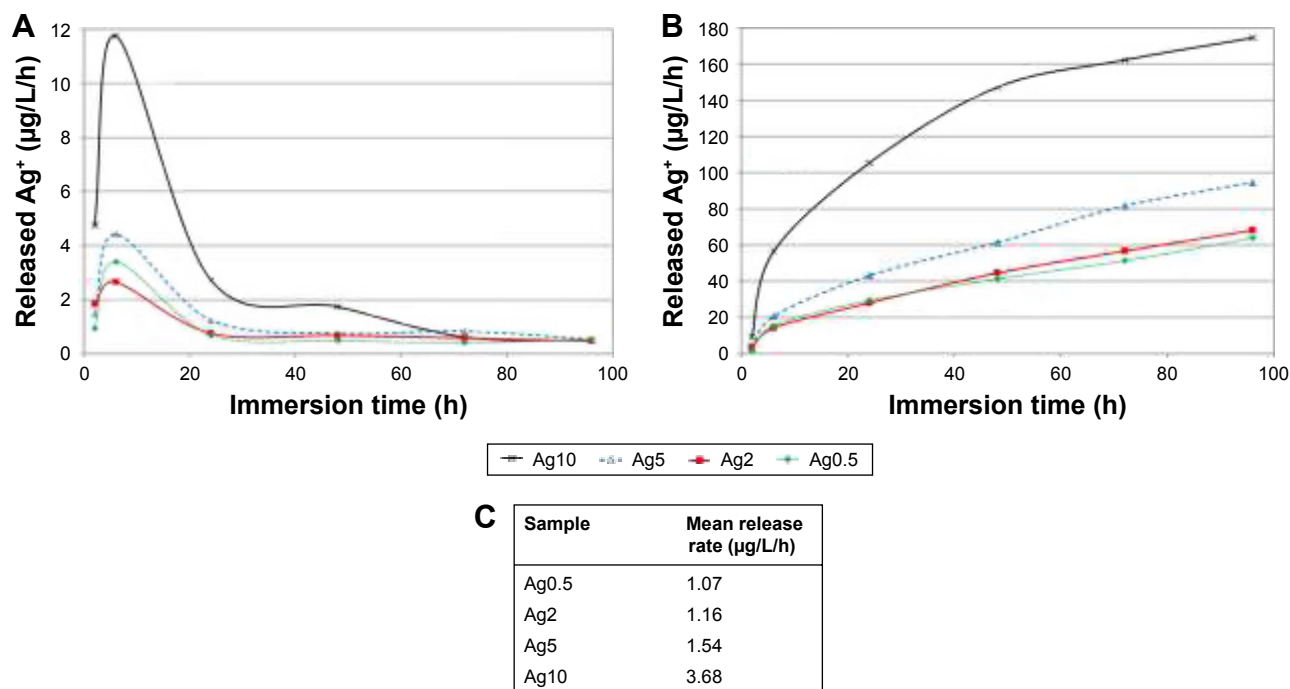 A
Released Ag⁺ (µg/L/h)
12
10
8
6
4
2
0
0 20 40 60 80 100
Immersion time (h)
B
Released Ag⁺ (µg/L/h)
180
160
140
120
100
80
60
40
20
0
0 20 40 60 80 100
Immersion time (h)
Ag10 Ag5 Ag2 Ag0.5
C
Sample Mean release
rate (µg/L/h)
Ag0.5 1.07
Ag2 1.16
Ag5 1.54
Ag10 3.68